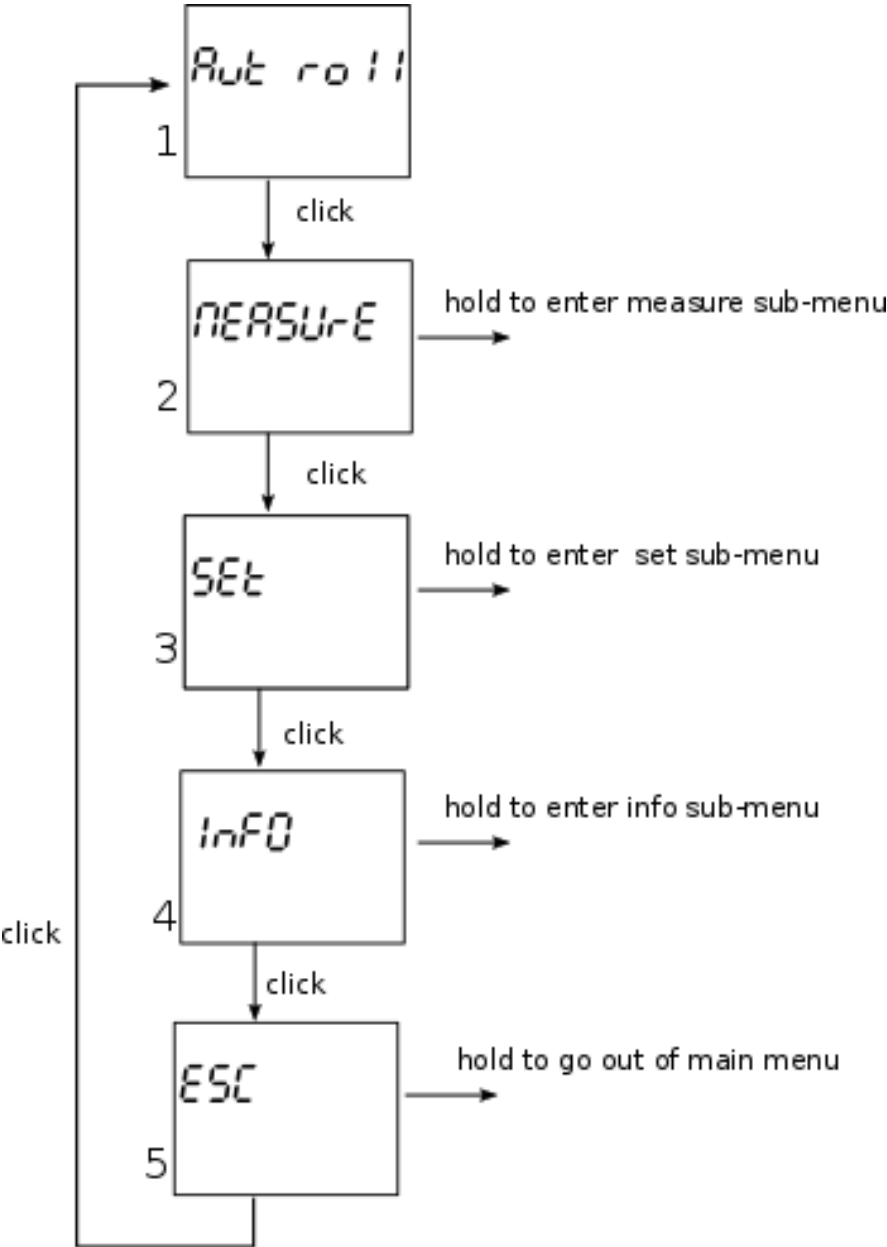 Aut roll
1
click
MEASUrE
hold to enter measure sub-menu
2
click
SEt
hold to enter set sub-menu
3
click
InFO
hold to enter info sub-menu
4
click
click
ESC
hold to go out of main menu
5